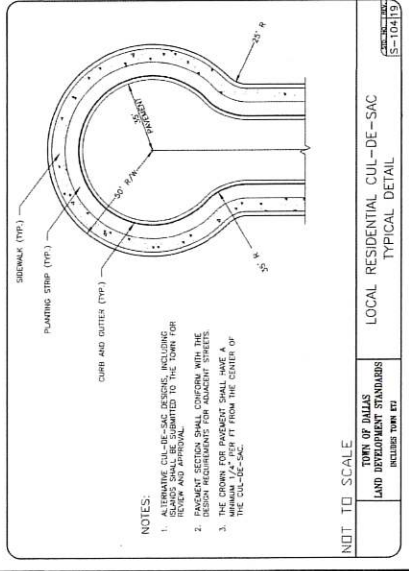 SIDEWALK (TYP.)
PLANTING STRIP (TYP.)
CURB AND GUTTER (TYP.)
50' R/W
35'
PAVEMENT
25' R
35' R
NOTES:
1. ALTERNATIVE CUL-DE-SAC DESIGNS, INCLUDING
ISLANDS SHALL BE SUBMITTED TO THE TOWN FOR
REVIEW AND APPROVAL.
2. PAVEMENT SECTION SHALL CONFORM WITH THE
DESIGN REQUIREMENTS FOR ADJACENT STREETS.
3. THE CROWN FOR PAVEMENT SHALL HAVE A
MINIMUM 1/4" PER FT FROM THE CENTER OF
THE CUL-DE-SAC.
NOT TO SCALE
TOWN OF DALLAS
LAND DEVELOPMENT STANDARDS
INCLUDES TOWN ETJ
LOCAL RESIDENTIAL CUL-DE-SAC
TYPICAL DETAIL
STD. NO. REV.
S-104 19